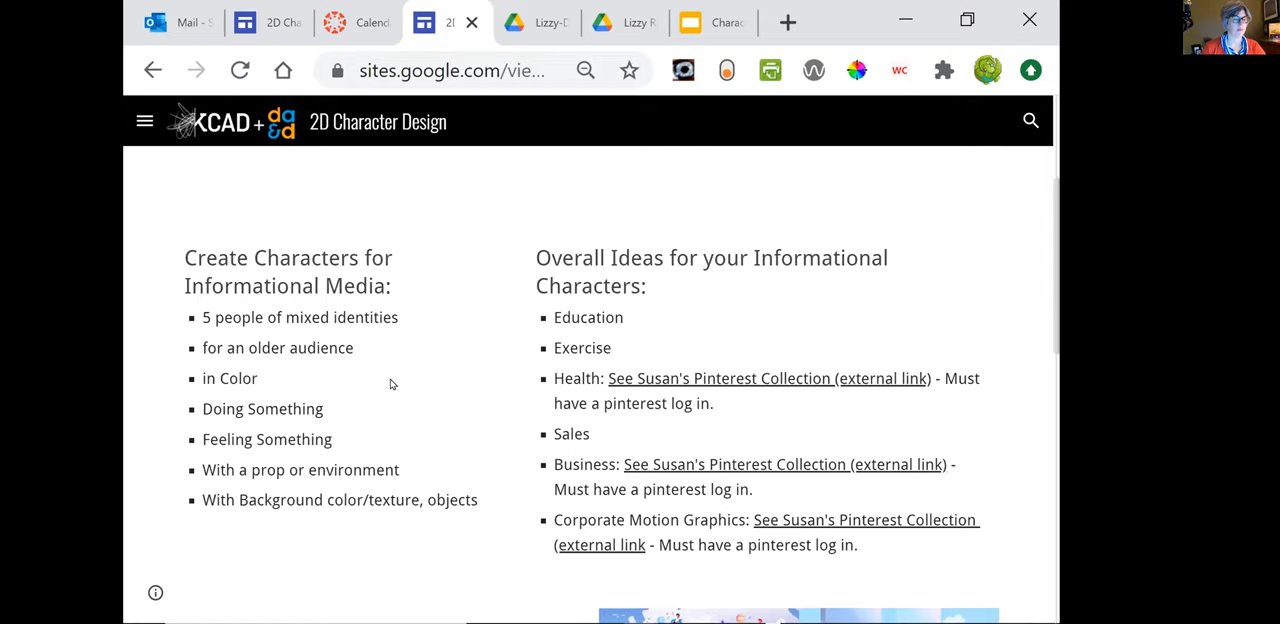 Mail - S
2D Cha
Calend
2D
Lizzy-D
Lizzy R
Charac
sites.google.com/vie...
WC
KCAD + da&d
2D Character Design
Create Characters for
Informational Media:
5 people of mixed identities
for an older audience
in Color
Doing Something
Feeling Something
With a prop or environment
With Background color/texture, objects
Overall Ideas for your Informational
Characters:
Education
Exercise
Health: See Susan's Pinterest Collection (external link) - Must
have a pinterest log in.
Sales
Business: See Susan's Pinterest Collection (external link) -
Must have a pinterest log in.
Corporate Motion Graphics: See Susan's Pinterest Collection
(external link - Must have a pinterest log in.